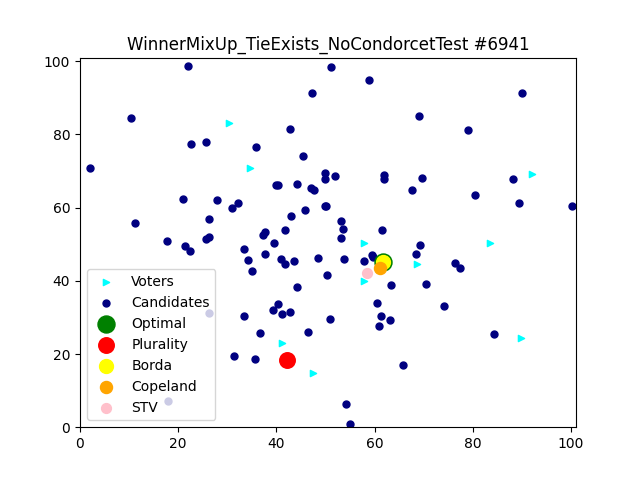 WinnerMixUp_TieExists_NoCondorcetTest #6941
100
80
60
40
20
0
Voters
Candidates
Optimal
Plurality
Borda
Copeland
STV
0 20 40 60 80 100